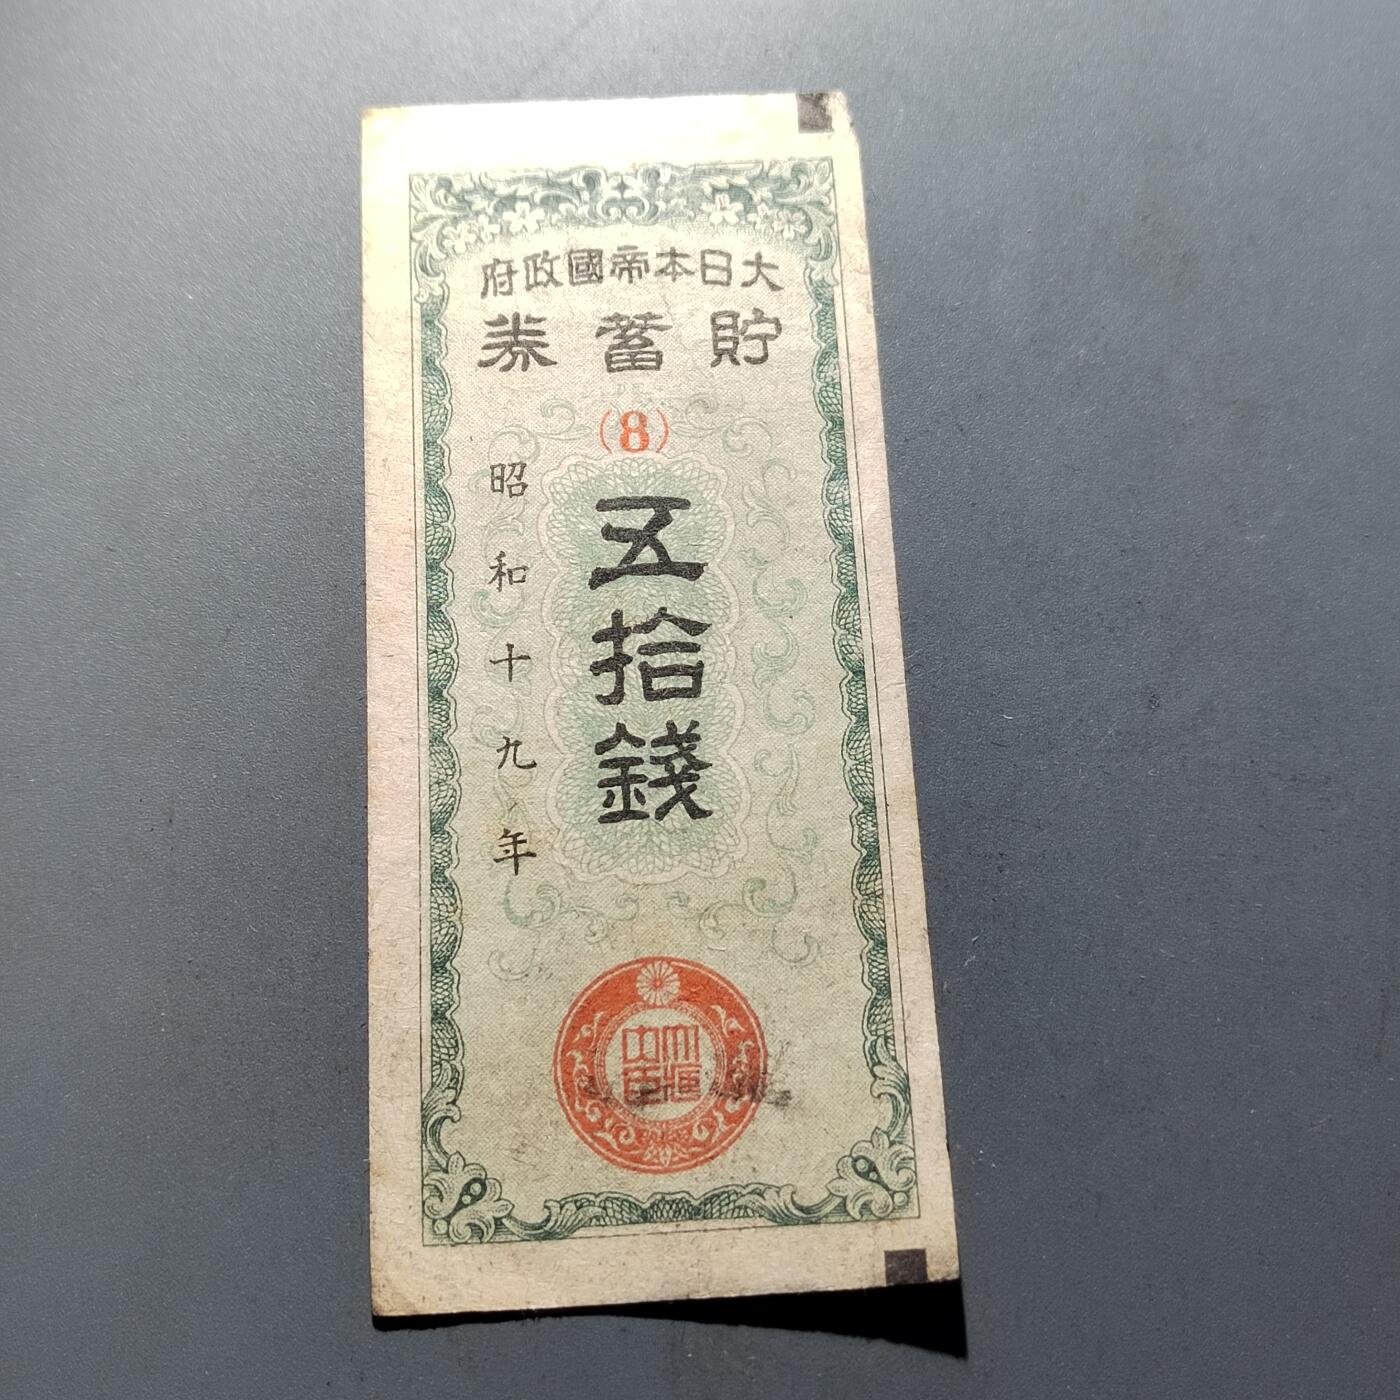 大日本帝國政府
貯蓄券
(8)
五拾錢
昭和十九年